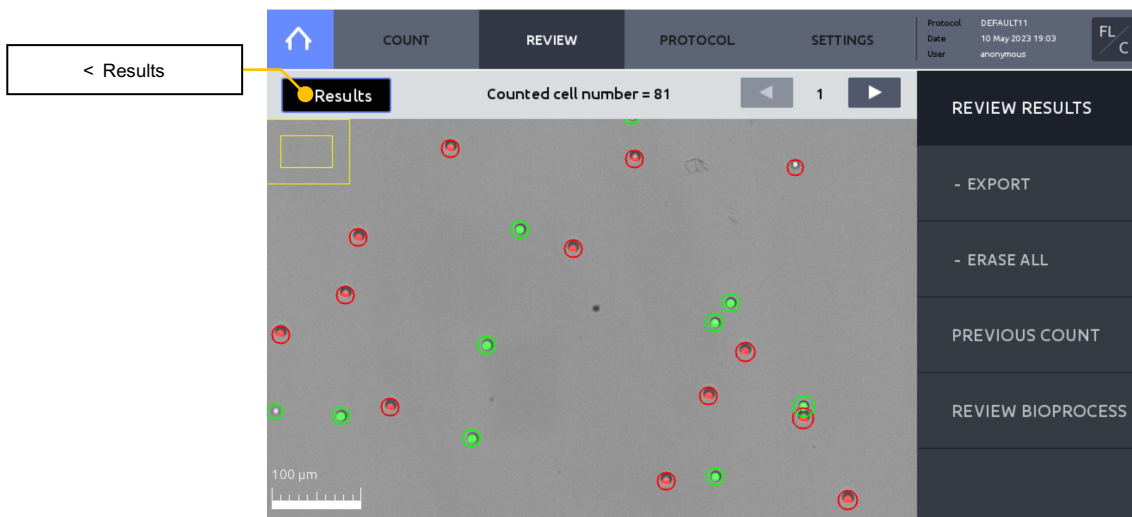 < Results
COUNT
REVIEW
PROTOCOL
SETTINGS
Protocol DEFAULT11
Date 10 May 2023 19:03
User anonymous
FL/C
Results
Counted cell number = 81
1
REVIEW RESULTS
- EXPORT
- ERASE ALL
PREVIOUS COUNT
REVIEW BIOPROCESS
100 μm